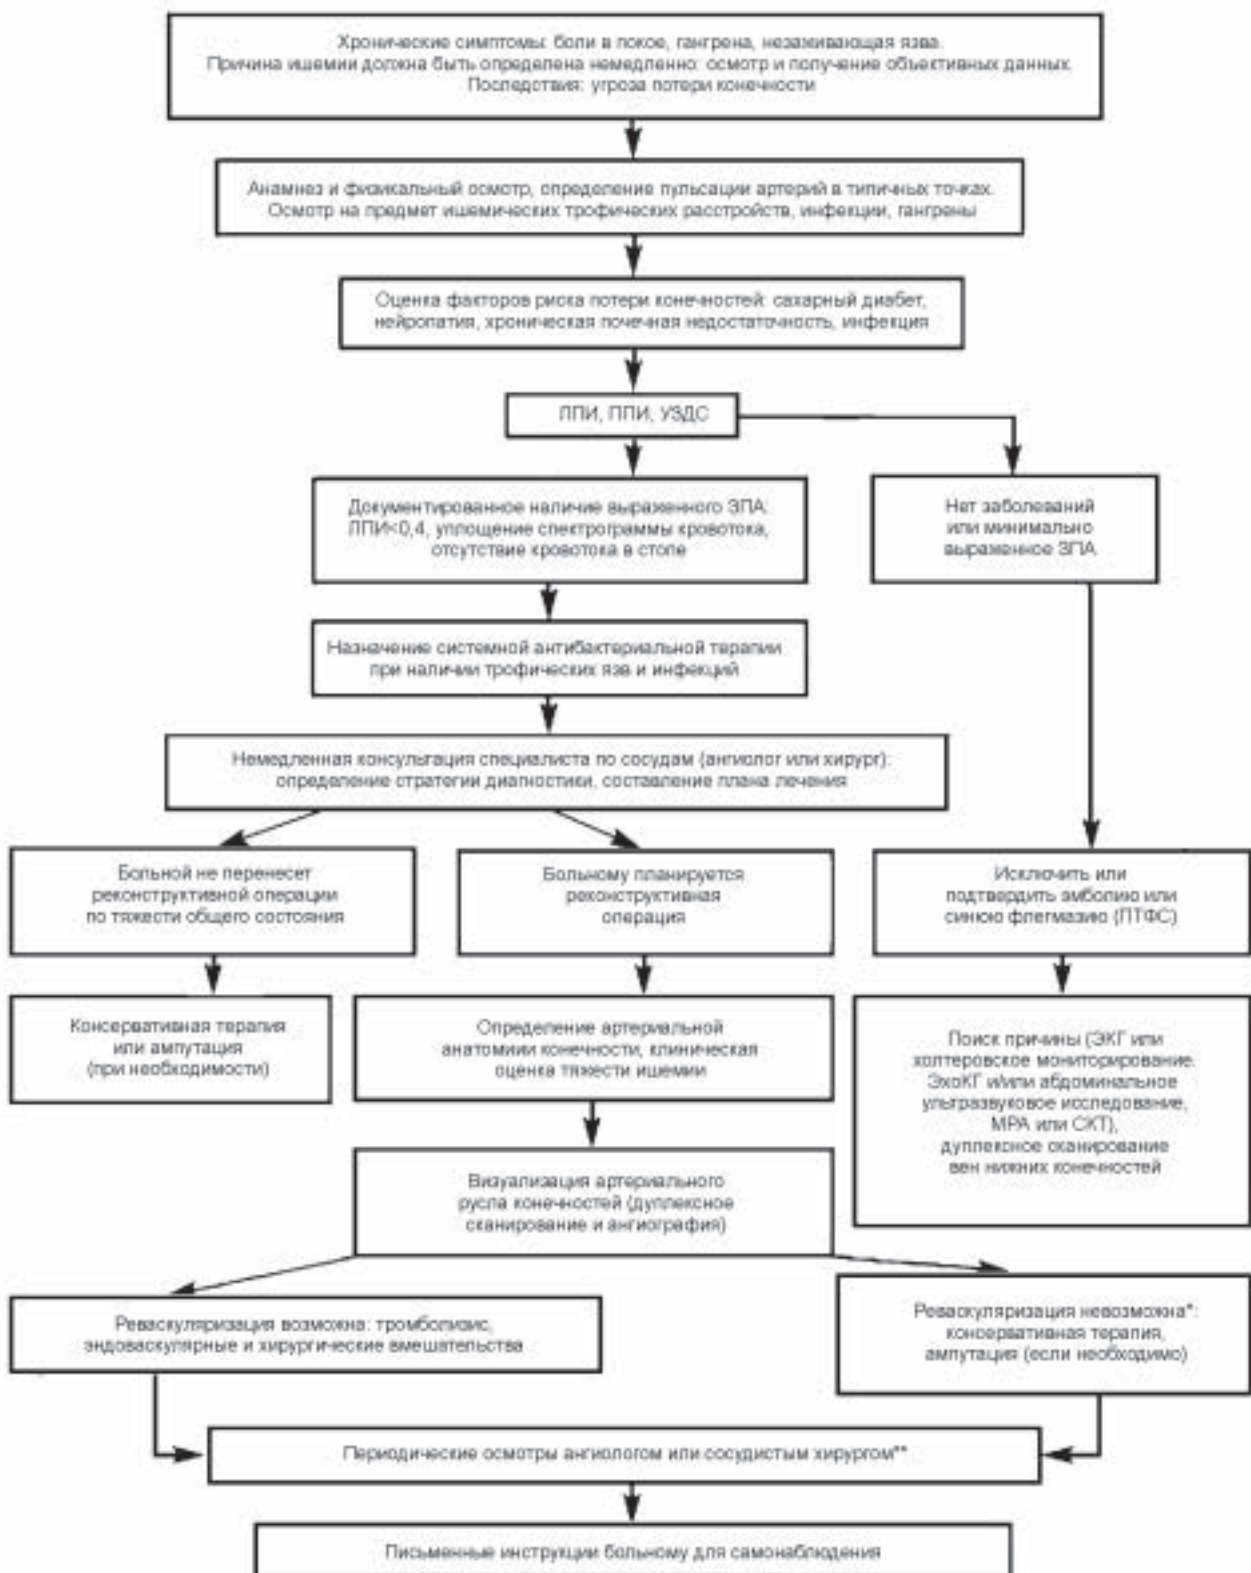 Хронические симптомы: боли в покое, гангрена, незаживающая язва.
Причина ишемии должна быть определена немедленно: осмотр и получение объективных данных.
Последствия: угроза потери конечности
Анамнез и физикальный осмотр, определение пульсации артерий в типичных точках.
Осмотр на предмет ишемических трофических расстройств, инфекции, гангрены
Оценка факторов риска потери конечностей: сахарный диабет,
нейропатия, хроническая почечная недостаточность, инфекция
ЛПИ, ППИ, УЗДС
Документированное наличие выраженного ЗПА:
ЛПИ<0,4, уплощение спектрограммы кровотока,
отсутствие кровотока в стопе
Нет заболеваний
или минимально
выраженное ЗПА
Назначение системной антибактериальной терапии
при наличии трофических язв и инфекций
Немедленная консультация специалиста по сосудам (ангиолог или хирург):
определение стратегии диагностики, составление плана лечения
Больной не перенесет
реконструктивной операции
по тяжести общего состояния
Больному планируется
реконструктивная
операция
Исключить или
подтвердить эмболию или
синюю флегмазию (ПТФС)
Консервативная терапия
или ампутация
(при необходимости)
Определение артериальной
анатомиии конечности, клиническая
оценка тяжести ишемии
Поиск причины (ЭКГ или
холтеровское мониторирование.
ЭхоКГ и/или абдоминальное
ультразвуковое исследование,
МРА или СКТ),
дуплексное сканирование
вен нижних конечностей
Визуализация артериального
русла конечностей (дуплексное
сканирование и ангиография)
Реваскуляризация возможна: тромболизис,
эндоваскулярные и хирургические вмешательства
Реваскуляризация невозможна*:
консервативная терапия,
ампутация (если необходимо)
Периодические осмотры ангиологом или сосудистым хирургом**
Письменные инструкции больному для самонаблюдения